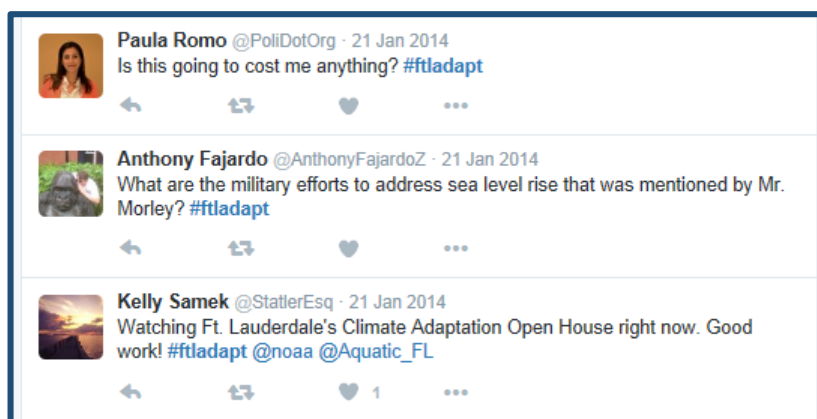 Paula Romo @PoliDotOrg · 21 Jan 2014
Is this going to cost me anything? #ftladapt
Anthony Fajardo @AnthonyFajardoZ · 21 Jan 2014
What are the military efforts to address sea level rise that was mentioned by Mr.
Morley? #ftladapt
Kelly Samek @StatlerEsq · 21 Jan 2014
Watching Ft. Lauderdale's Climate Adaptation Open House right now. Good
work! #ftladapt @noaa @Aquatic_FL
1